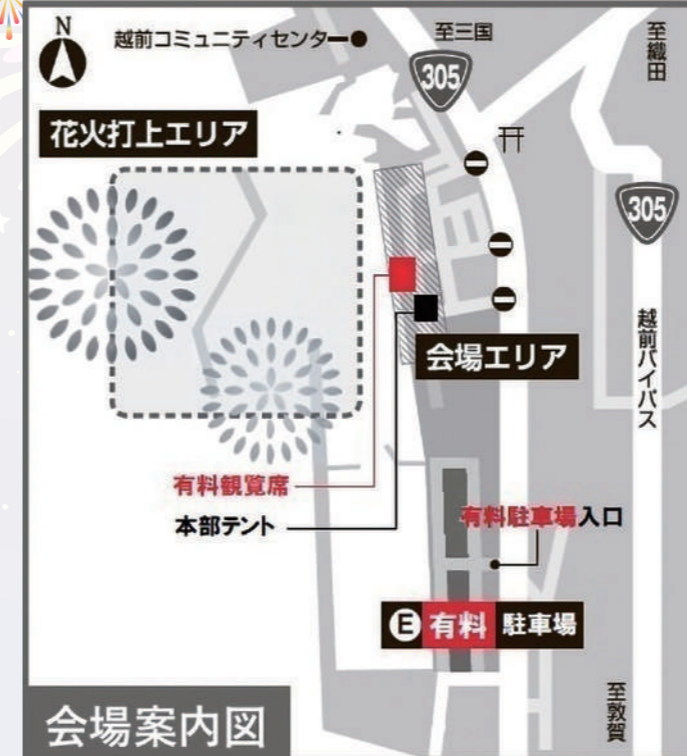 N
越前コミュニティセンター
至三国
至織田
305
花火打上エリア
305
越前バイパス
会場エリア
有料観覧席
本部テント
有料駐車場入口
E 有料 駐車場
至敦賀
会場案内図